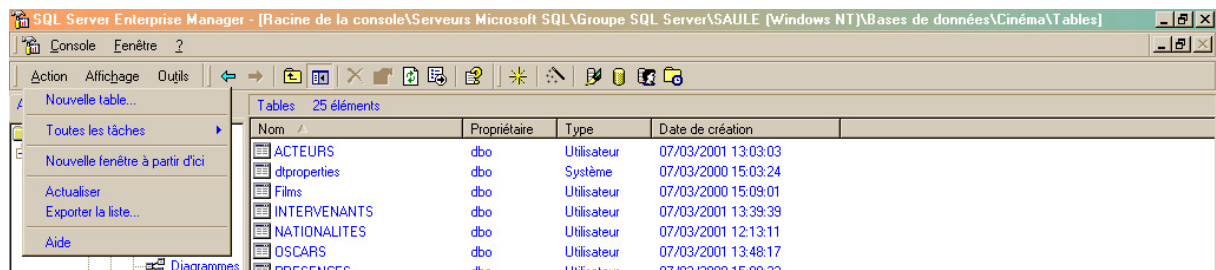 SQL Server Enterprise Manager - [Racine de la console\Serveurs Microsoft SQL\Groupe SQL Server\SAULE (Windows NT)\Bases de données\Cinéma\Tables]
Console Fenêtre ?
Action Affichage Outils
Tables 25 éléments
Nouvelle table...
Toutes les tâches
Nouvelle fenêtre à partir d'ici
Actualiser
Exporter la liste...
Aide
Diagrammes
Nom Propriétaire Type Date de création
ACTEURS dbo Utilisateur 07/03/2001 13:03:03
dtproperties dbo Système 07/03/2000 15:03:24
Films dbo Utilisateur 07/03/2000 15:09:01
INTERVENANTS dbo Utilisateur 07/03/2001 13:39:39
NATIONALITES dbo Utilisateur 07/03/2001 12:13:11
OSCARS dbo Utilisateur 07/03/2001 13:48:17